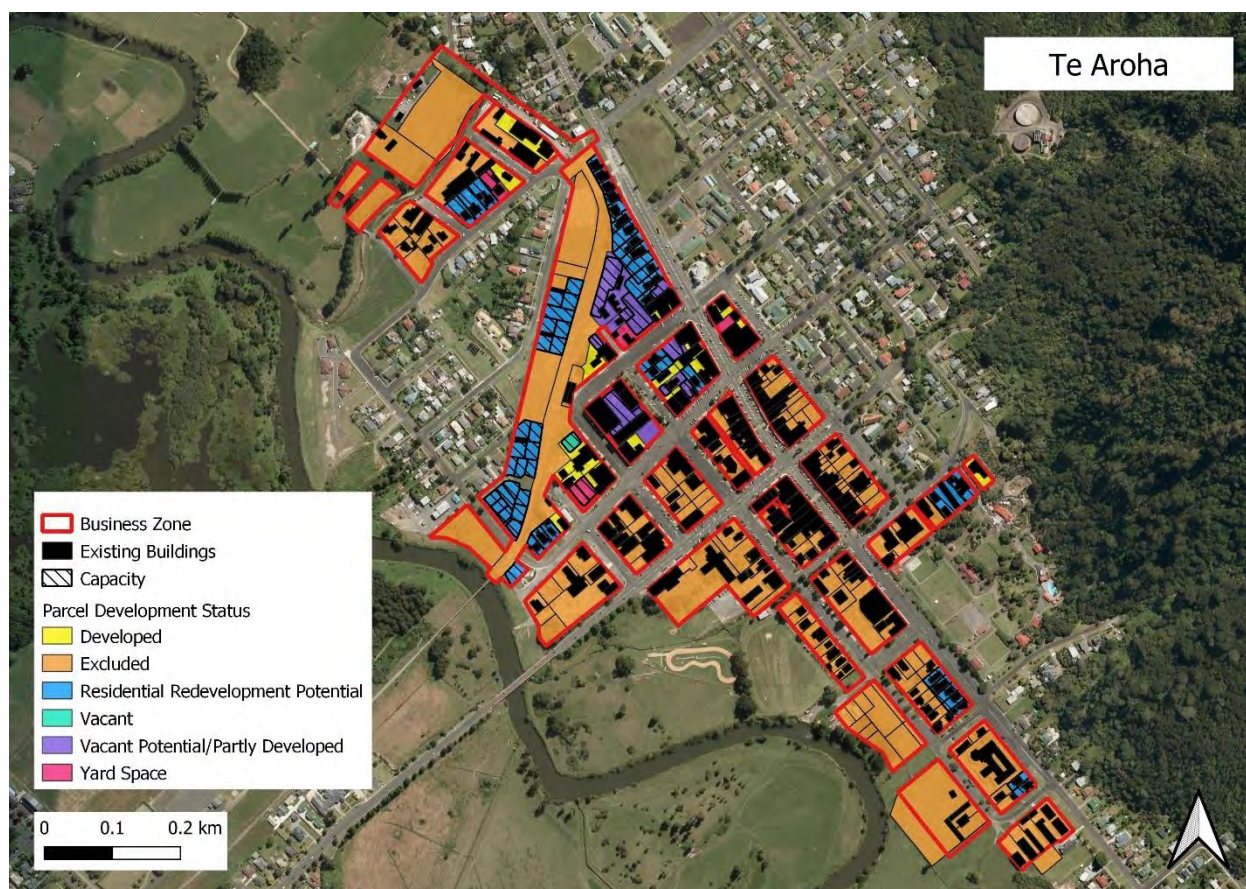 Te Aroha
Business Zone
Existing Buildings
Capacity
Parcel Development Status
Developed
Excluded
Residential Redevelopment Potential
Vacant
Vacant Potential/Partly Developed
Yard Space
0 0.1 0.2 km